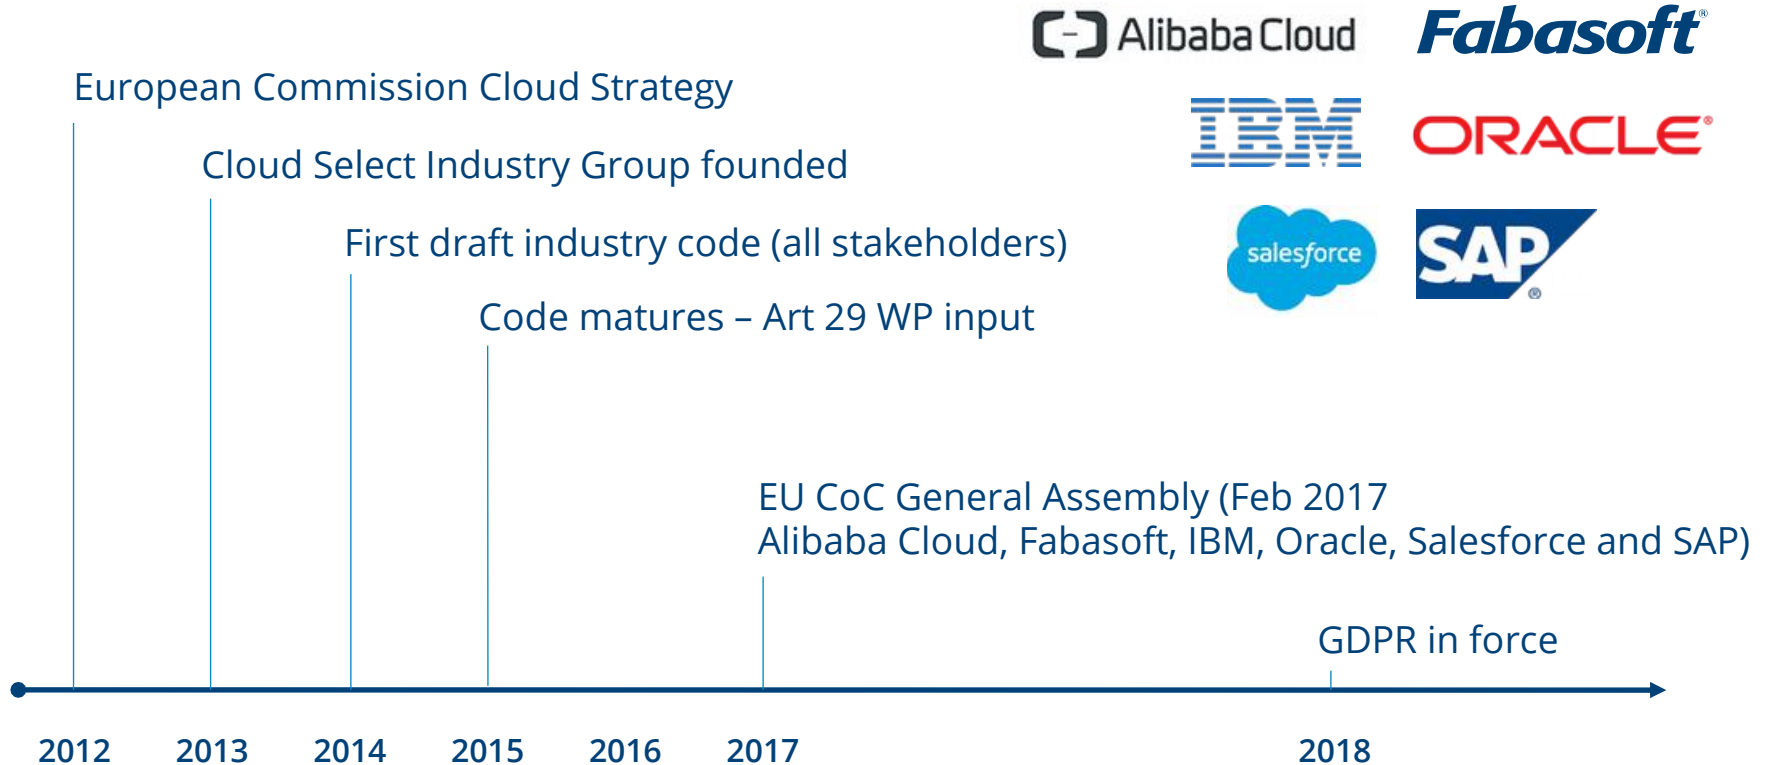 Alibaba Cloud
Fabasoft®
European Commission Cloud Strategy
IBM
ORACLE®
Cloud Select Industry Group founded
First draft industry code (all stakeholders)
salesforce
SAP®
Code matures – Art 29 WP input
EU CoC General Assembly (Feb 2017
Alibaba Cloud, Fabasoft, IBM, Oracle, Salesforce and SAP)
GDPR in force
2012 2013 2014 2015 2016 2017 2018